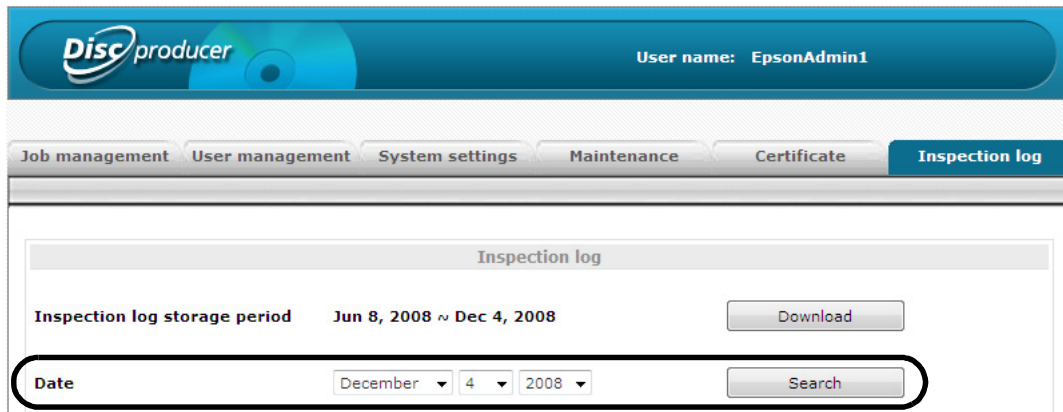 Disc producer
User name: EpsonAdmin1
Job management User management System settings Maintenance Certificate Inspection log
Inspection log
Inspection log storage period Jun 8, 2008 ~ Dec 4, 2008 Download
Date December 4 2008 Search